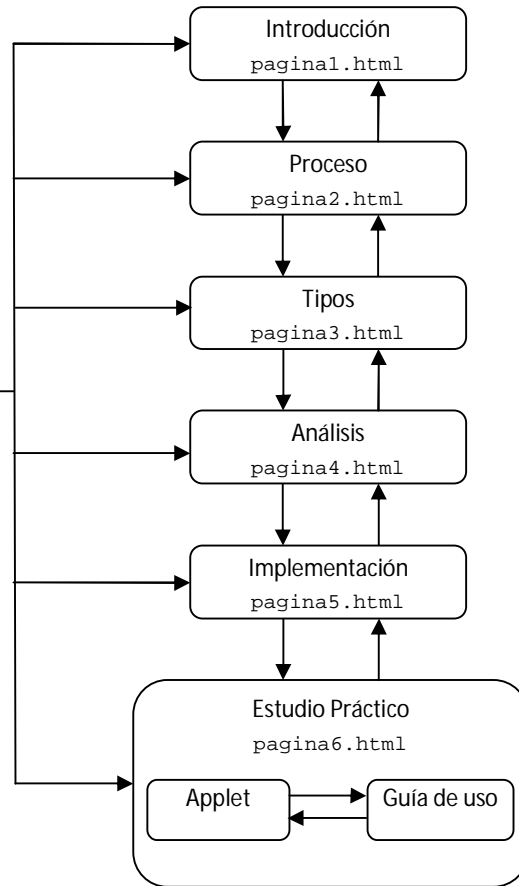 Introducción
pagina1.html
Proceso
pagina2.html
Tipos
pagina3.html
Análisis
pagina4.html
Implementación
pagina5.html
Estudio Práctico
pagina6.html
Applet
Guía de uso